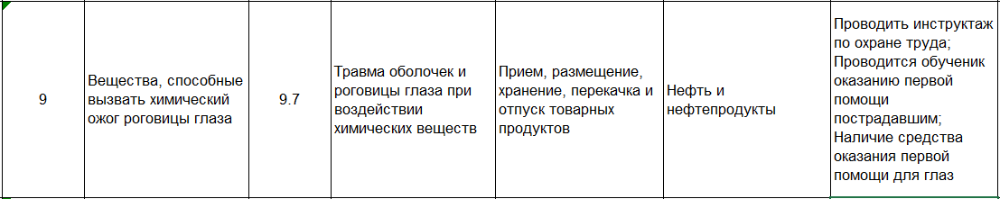 9
Вещества, способные
вызвать химический
ожог роговицы глаза
9.7
Травма оболочек и
роговицы глаза при
воздействии
химических веществ
Прием, размещение,
хранение, перекачка и
отпуск товарных
продуктов
Нефть и
нефтепродукты
Проводить инструктаж
по охране труда;
Проводится обученик
оказанию первой
помощи
пострадавшим;
Наличие средства
оказания первой
помощи для глаз